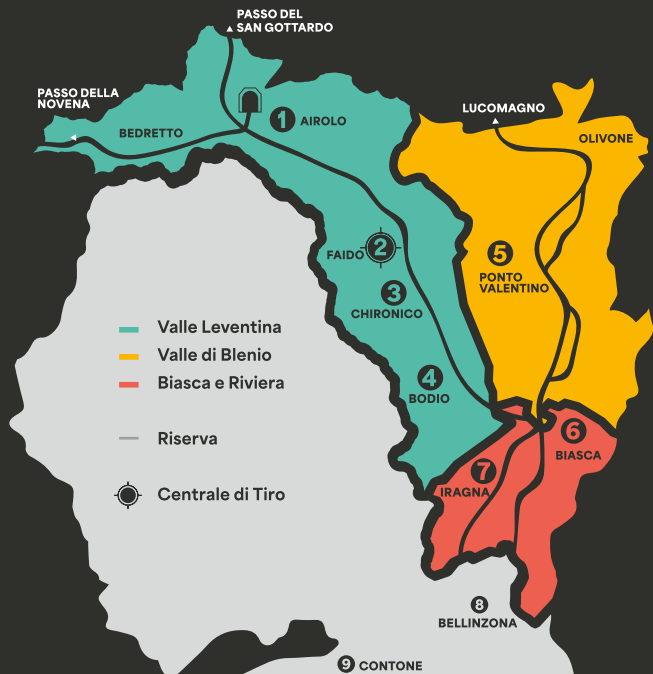 PASSO DEL
SAN GOTTARDO
PASSO DELLA
NOVENA
LUCOMAGNO
1 AIROLO
BEDRETTO
OLIVONE
FAIDO 2
5
PONTO
VALENTINO
3
CHIRONICO
Valle Leventina
Valle di Blenio
4
Biasca e Riviera
BODIO
Riserva
6
BIASCA
7
IRAGNA
Centrale di Tiro
8
BELLINZONA
9 CONTONE